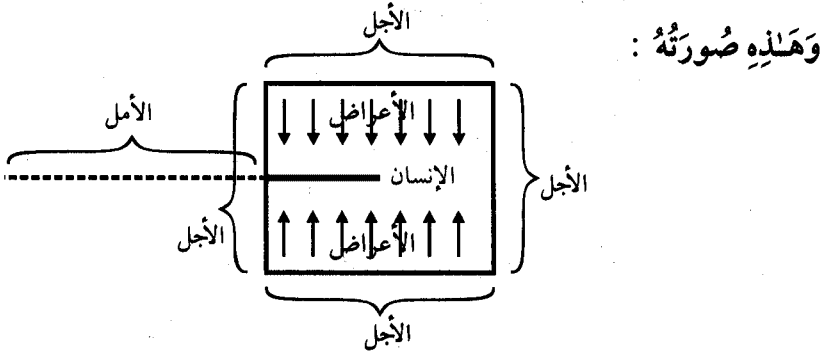 وَهَـٰذِهِ صُورَتُهُ :
الأجل
الأعراض
الأمل
الإنسان
الأجل
الأجل
الأعراض
الأجل